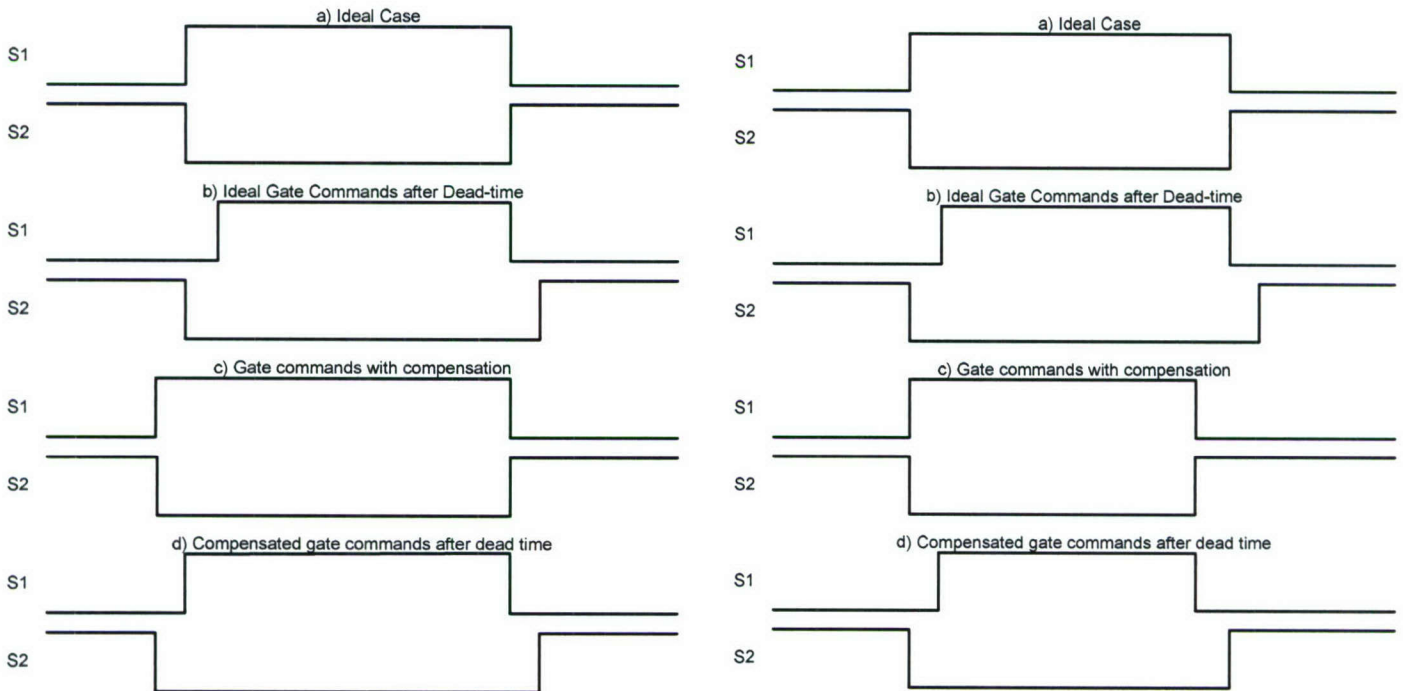 a) Ideal Case
S1
S2
b) Ideal Gate Commands after Dead-time
S1
S2
c) Gate commands with compensation
S1
S2
d) Compensated gate commands after dead time
S1
S2
a) Ideal Case
S1
S2
b) Ideal Gate Commands after Dead-time
S1
S2
c) Gate commands with compensation
S1
S2
d) Compensated gate commands after dead time
S1
S2